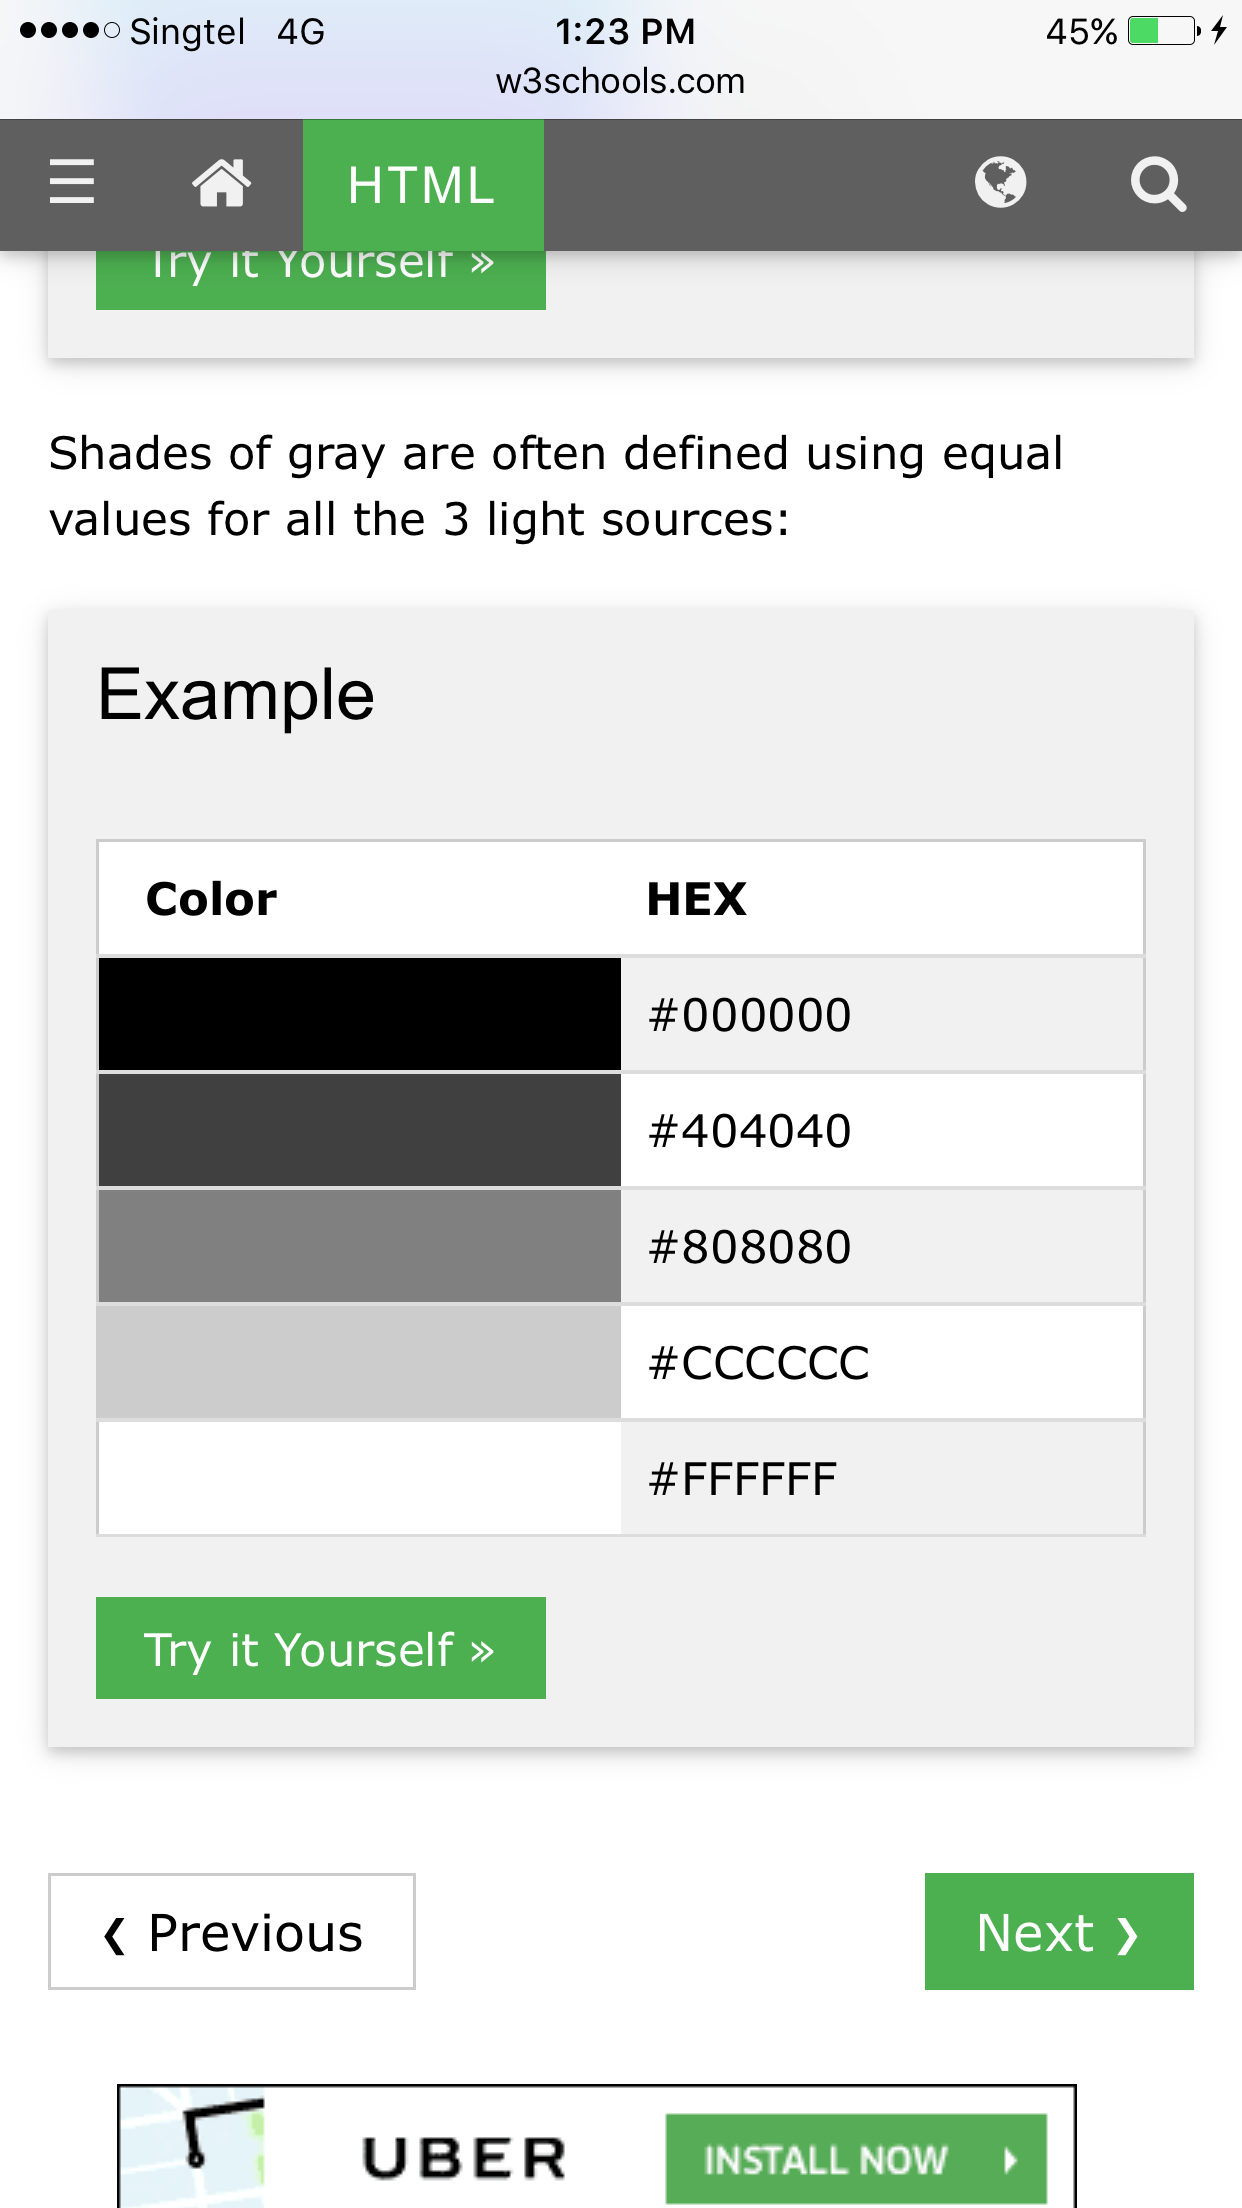 Singtel 4G 1:23 PM 45%
w3schools.com
HTML
Try it Yourself »
Shades of gray are often defined using equal
values for all the 3 light sources:
Example
Color HEX
#000000
#404040
#808080
#CCCCCC
#FFFFFF
Try it Yourself »
❮ Previous Next ❯
UBER INSTALL NOW